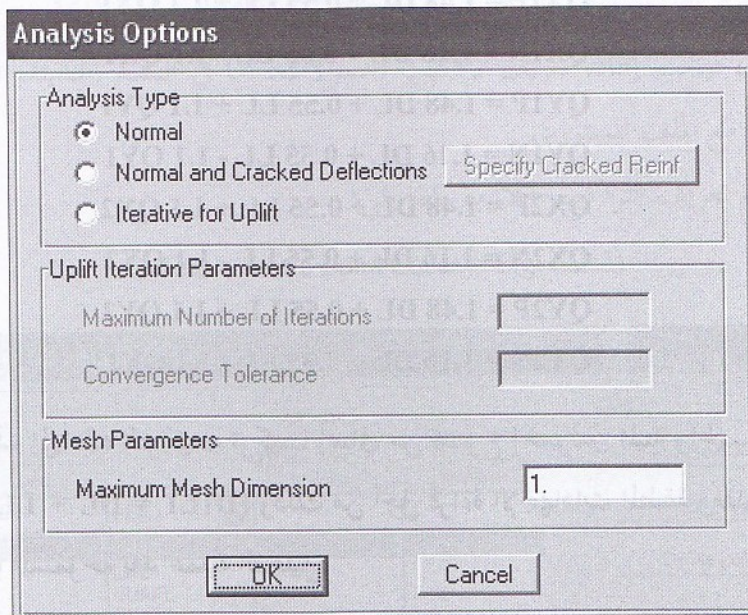 Analysis Options
Analysis Type
Normal
Normal and Cracked Deflections
Specify Cracked Reinf
Iterative for Uplift
Uplift Iteration Parameters
Maximum Number of Iterations
Convergence Tolerance
Mesh Parameters
Maximum Mesh Dimension
1.
OK
Cancel